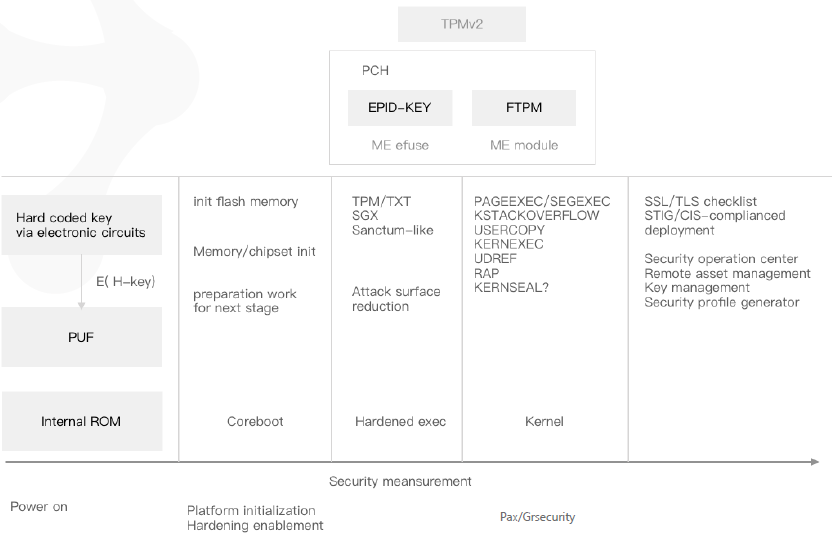 TPMv2
PCH
EPID-KEY
FTPM
ME efuse
ME module
Hard coded key
via electronic circuits
E( H-key)
PUF
Internal ROM
init flash memory
Memory/chipset init
preparation work
for next stage
Coreboot
TPM/TXT
SGX
Sanctum-like
Attack surface
reduction
Hardened exec
PAGEEXEC/SEGEXEC
KSTACKOVERFLOW
USERCOPY
KERNEXEC
UDREF
RAP
KERNSEAL?
Kernel
SSL/TLS checklist
STIG/CIS-complianced
deployment
Security operation center
Remote asset management
Key management
Security profile generator
Security meansurement
Power on
Platform initialization
Hardening enablement
Pax/Grsecurity